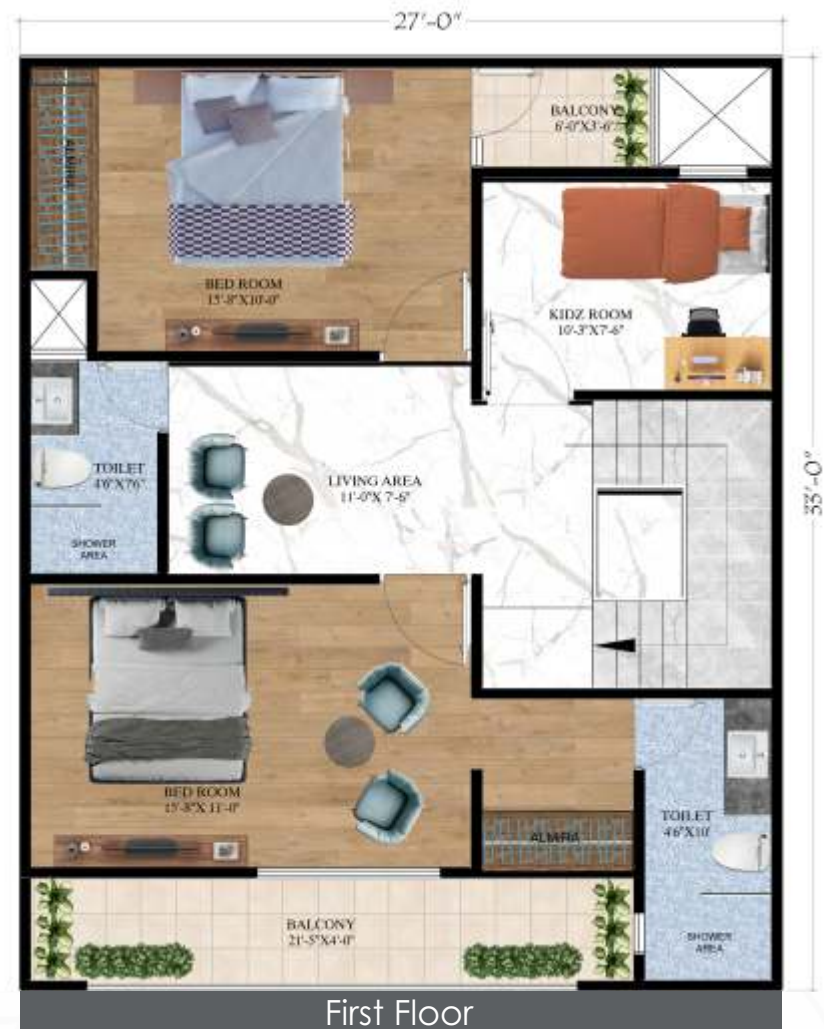 27'-0"
BALCONY
6'-0"X3'-6"
BED ROOM
15'-8"X10'-0"
KIDZ ROOM
10'-3"X7'-6"
33'-0"
TOILET
4'6"X7'6"
SHOWER
AREA
LIVING AREA
11'-0"X 7'-6"
BED ROOM
15'-8"X 11'-0"
ALMIRA
TOILET
4'6"X10'
BALCONY
21'-5"X4'-0"
SHOWER
AREA
First Floor